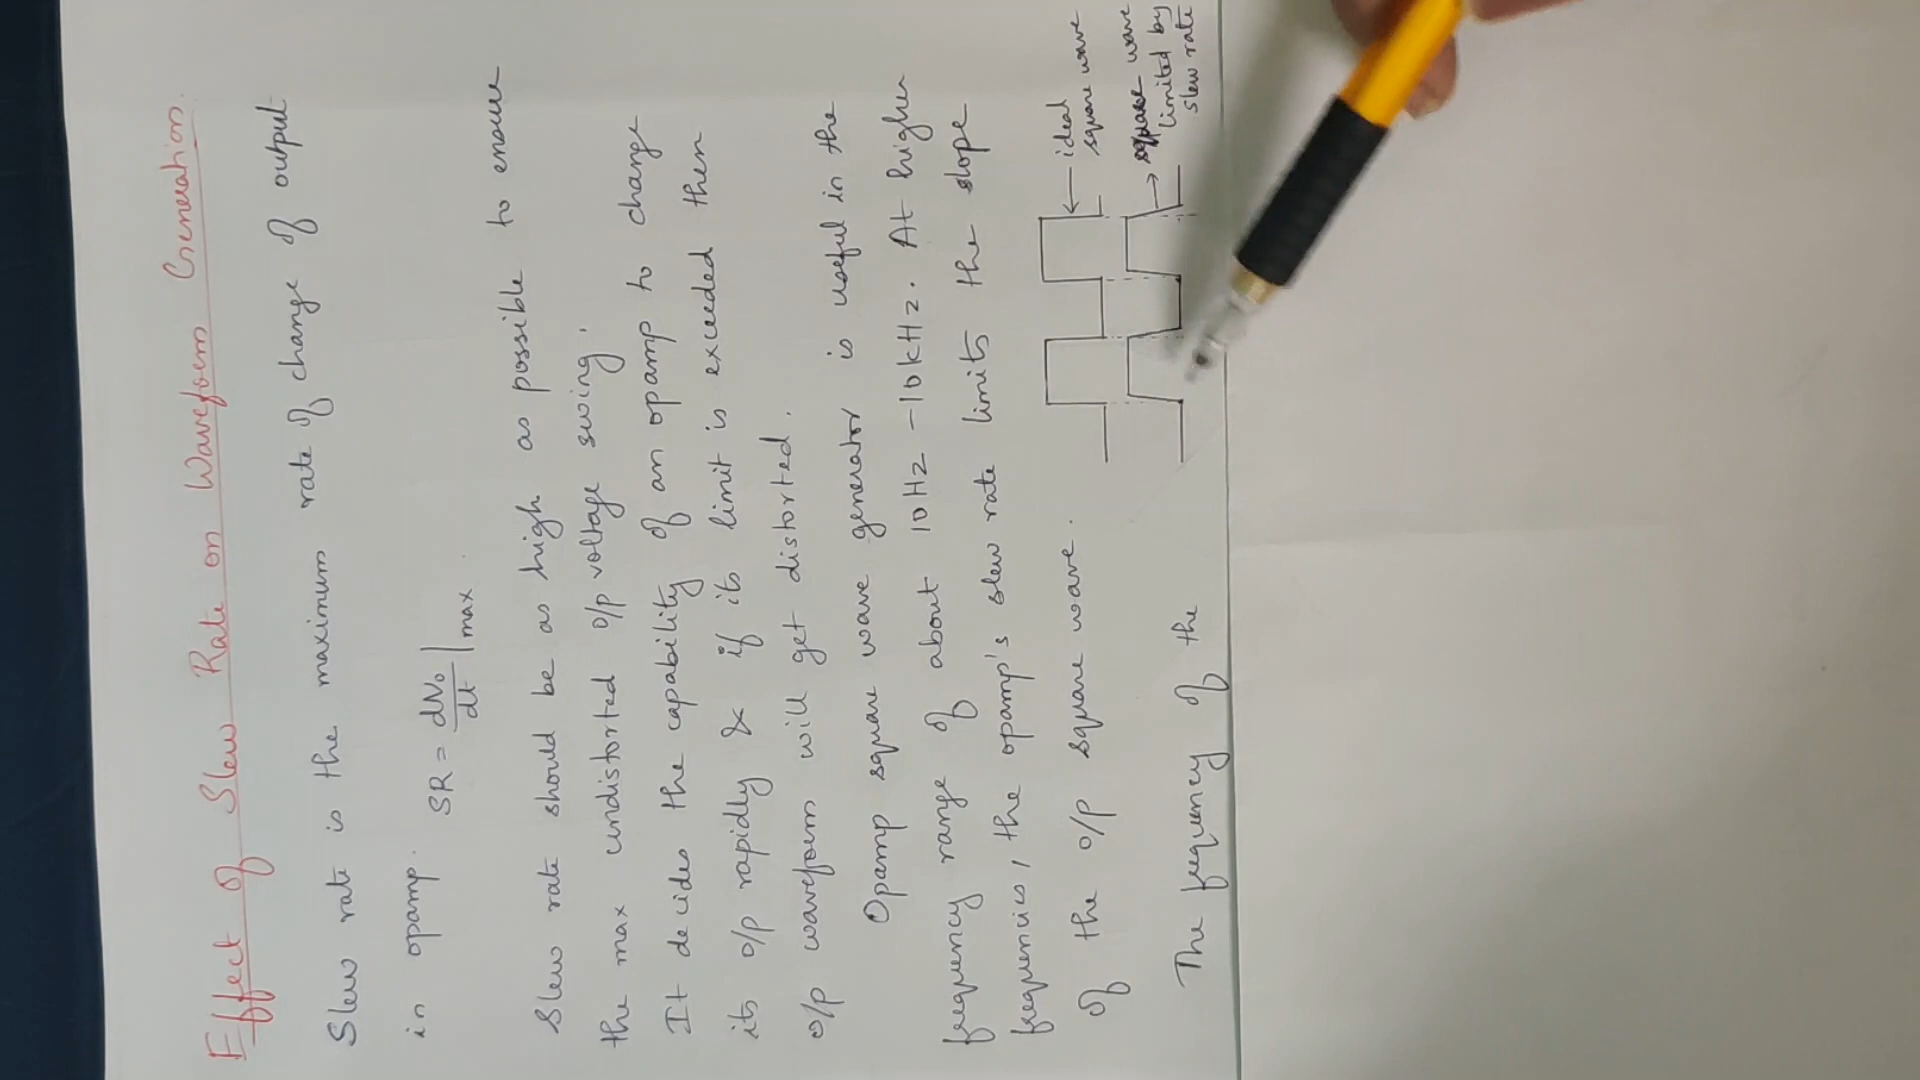 Effect of Slew Rate on Waveform Generation.
Slew rate is the maximum rate of change of output
in opamp. SR = dVo/dt | max.
Slew rate should be as high as possible to ensure
the max undistorted o/p voltage swing.
It decides the capability of an opamp to change
its o/p rapidly & if its limit is exceeded then
o/p waveform will get distorted.
Opamp square wave generator is useful in the
frequency range of about 10Hz - 10kHz. At higher
frequencies, the opamp's slew rate limits the slope
of the o/p square wave.
The frequency of the
ideal
square wave
square wave
limited by
slew rate